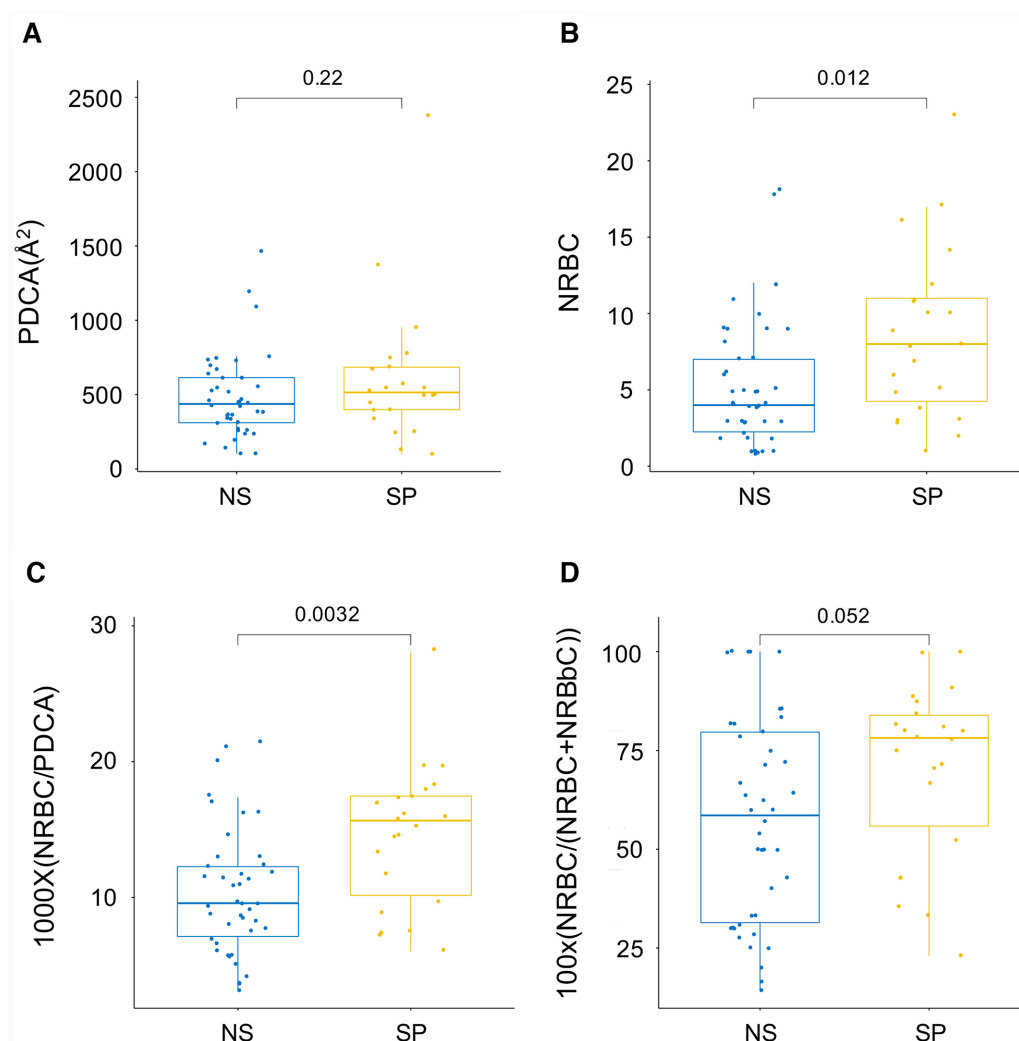 A
0.22
2500
2000
1500
1000
500
0
PDCA(Å²)
NS SP
B
0.012
25
20
15
10
5
0
NRBC
NS SP
C
0.0032
30
20
10
1000X(NRBC/PDCA)
NS SP
D
0.052
100
75
50
25
100x(NRBC/(NRBC+NRBbC))
NS SP